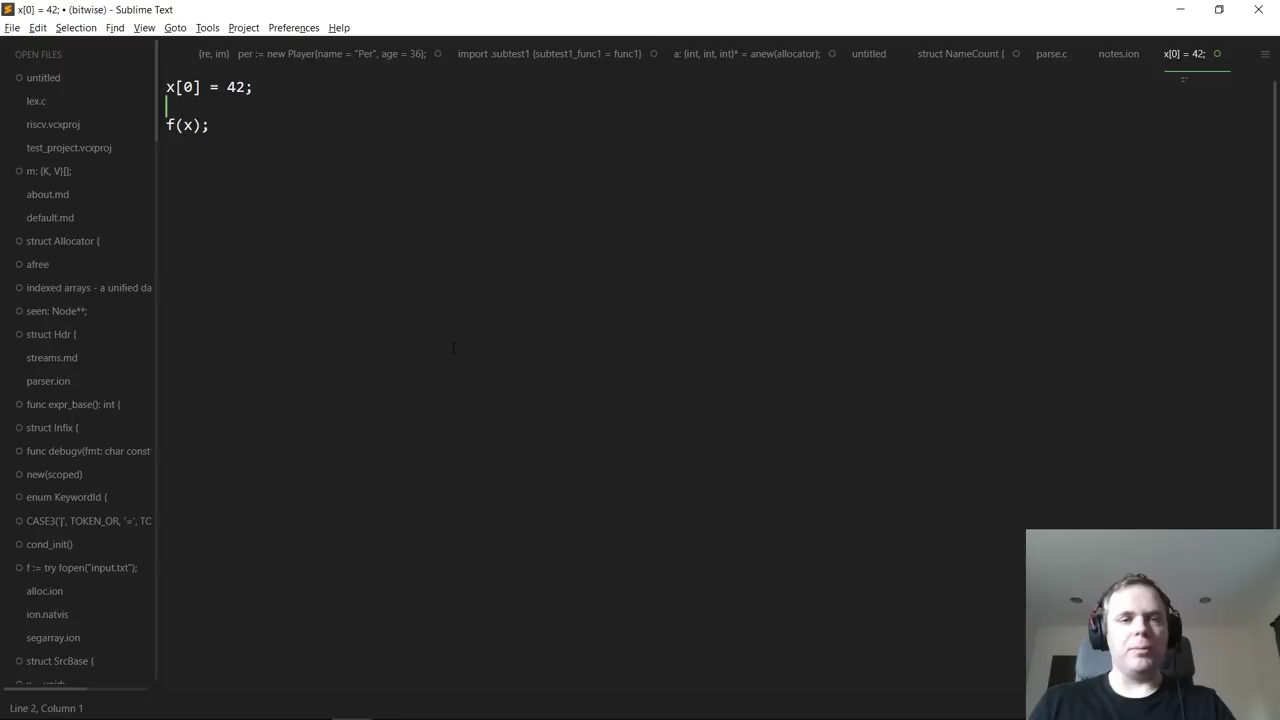 x[0] = 42; • (bitwise) - Sublime Text
File Edit Selection Find View Goto Tools Project Preferences Help
OPEN FILES
{re, im} per := new Player{name = "Per", age = 36}; import .subtest1 {subtest1_func1 = func1} a: {int, int, int}* = anew(allocator); untitled struct NameCount { parse.c notes.ion x[0] = 42;
untitled
lex.c
riscv.vcxproj
test_project.vcxproj
m: {K, V}[];
about.md
default.md
struct Allocator {
afree
indexed arrays - a unified da
seen: Node**;
struct Hdr {
streams.md
parser.ion
func expr_base(): int {
struct Infix {
func debugv(fmt: char const
new(scoped)
enum KeywordId {
CASE3('|', TOKEN_OR, '=', TC
cond_init()
f := try fopen("input.txt");
alloc.ion
ion.natvis
segarray.ion
struct SrcBase {
x[0] = 42;
f(x);
Line 2, Column 1